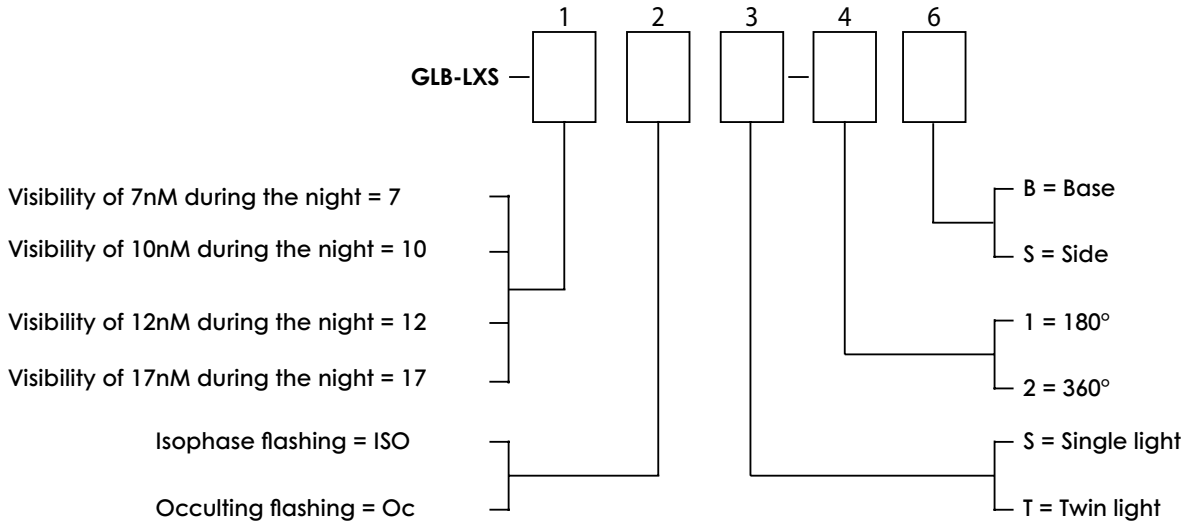 1 2 3 4 6
GLB-LXS
Visibility of 7nM during the night = 7
Visibility of 10nM during the night = 10
Visibility of 12nM during the night = 12
Visibility of 17nM during the night = 17
Isophase flashing = ISO
Occulting flashing = Oc
B = Base
S = Side
1 = 180°
2 = 360°
S = Single light
T = Twin light